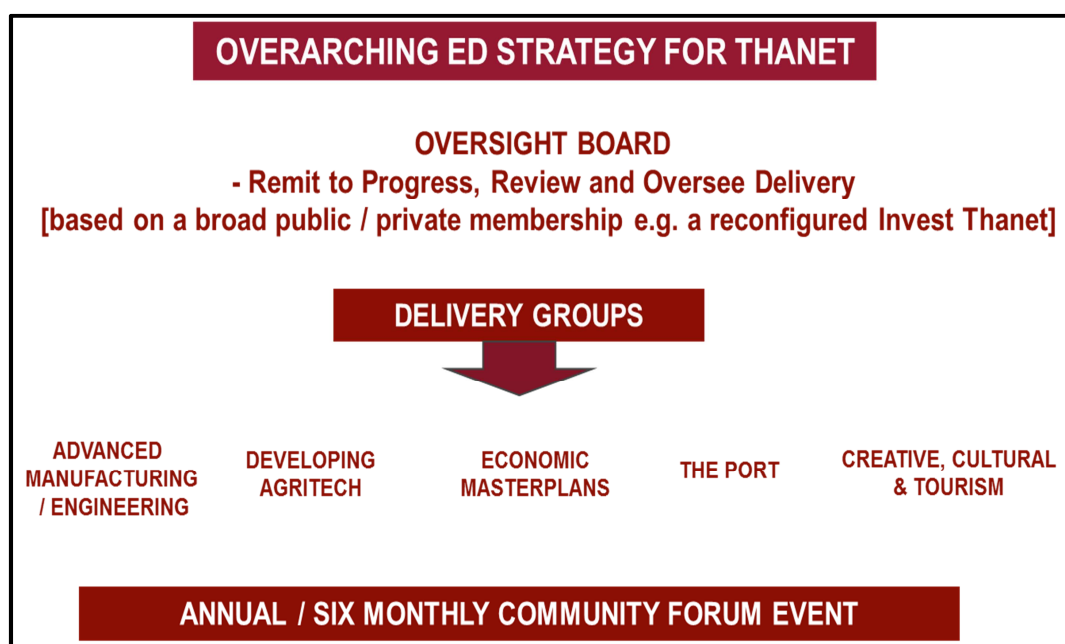 OVERARCHING ED STRATEGY FOR THANET
OVERSIGHT BOARD
- Remit to Progress, Review and Oversee Delivery
[based on a broad public / private membership e.g. a reconfigured Invest Thanet]
DELIVERY GROUPS
ADVANCED
MANUFACTURING
/ ENGINEERING
DEVELOPING
AGRITECH
ECONOMIC
MASTERPLANS
THE PORT
CREATIVE, CULTURAL
& TOURISM
ANNUAL / SIX MONTHLY COMMUNITY FORUM EVENT